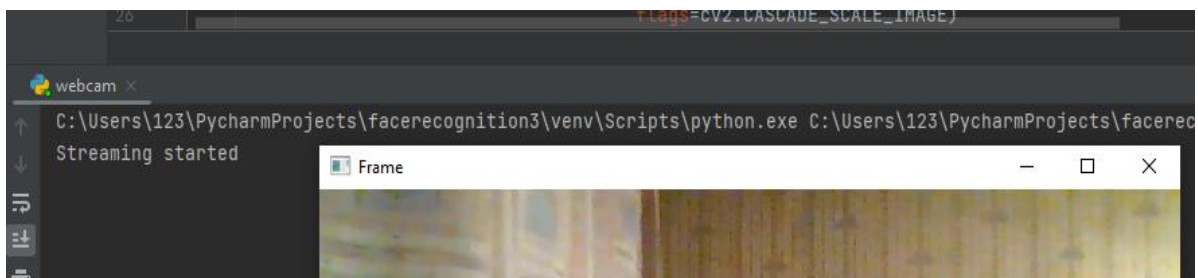 26 flags=cv2.CASCADE_SCALE_IMAGE)
webcam
C:\Users\123\PycharmProjects\facerecognition3\venv\Scripts\python.exe C:\Users\123\PycharmProjects\facerec
Streaming started
Frame